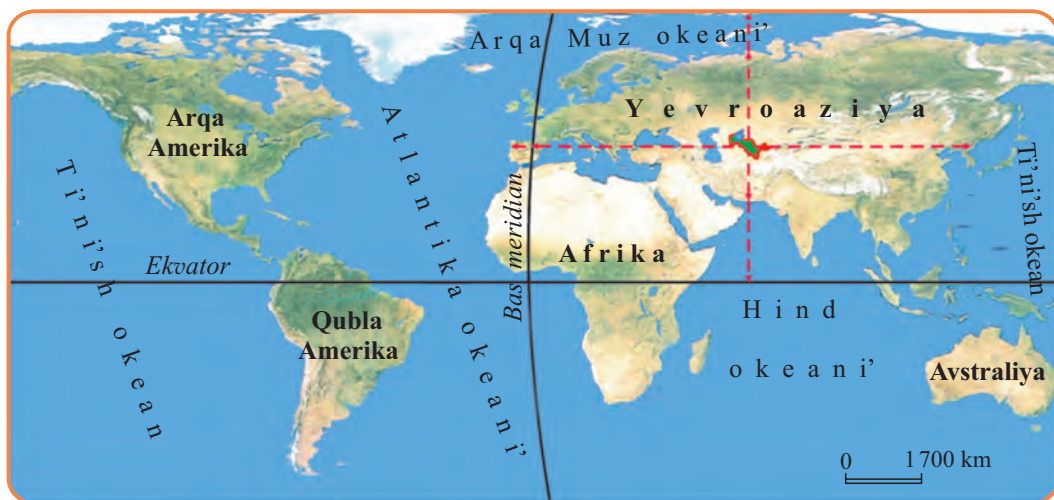 Arqa Muz okeani’
Yevroaziya
Arqa
Amerika
Atlantika okeani’
Ti’ni’sh okean
Ti’ni’sh okean
Bas meridian
Afrika
Ekvator
Hind
okeani’
Qubla
Amerika
Avstraliya
0 1700 km